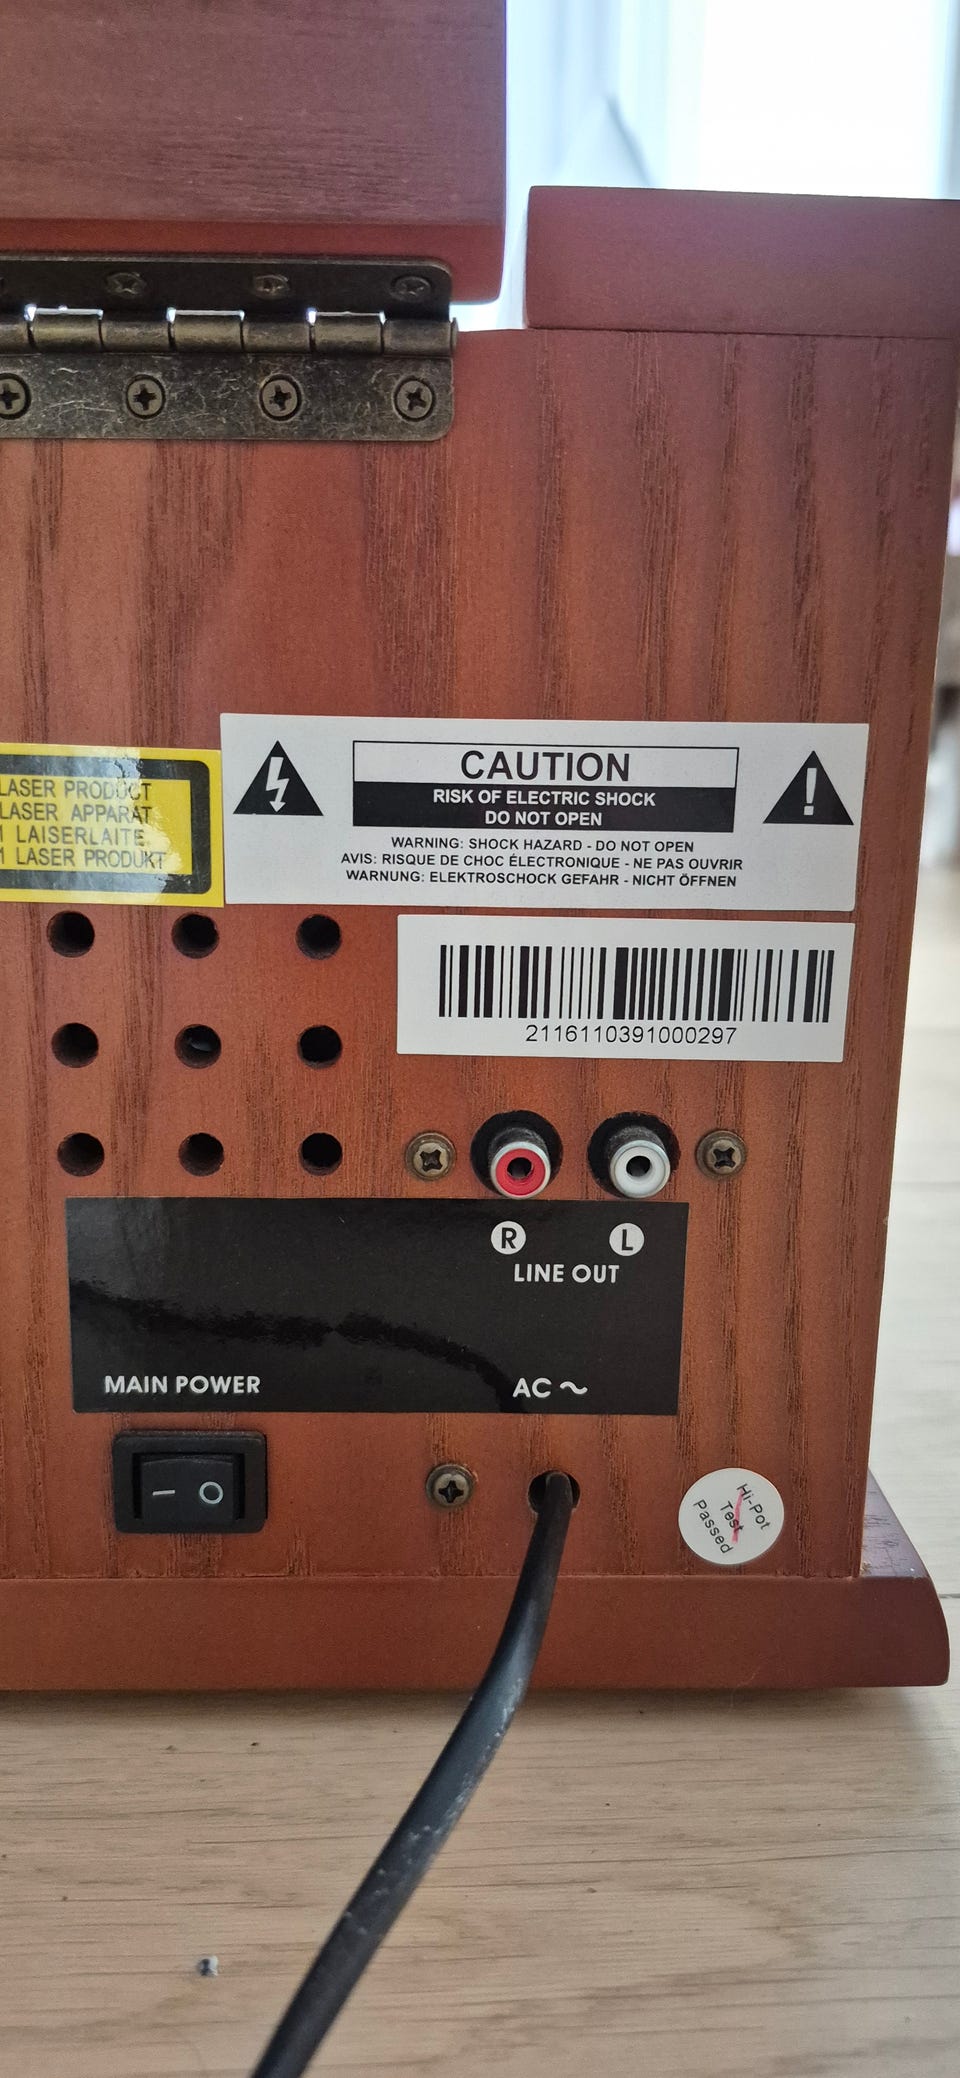 LASER PRODUCT
LASER APPARAT
LAISERLAITE
LASER PRODUKT
CAUTION
RISK OF ELECTRIC SHOCK
DO NOT OPEN
WARNING: SHOCK HAZARD - DO NOT OPEN
AVIS: RISQUE DE CHOC ÉLECTRONIQUE - NE PAS OUVRIR
WARNUNG: ELEKTROSCHOCK GEFAHR - NICHT ÖFFNEN
2116110391000297
R L
LINE OUT
MAIN POWER AC ~
Hi-Pot
Test
Passed